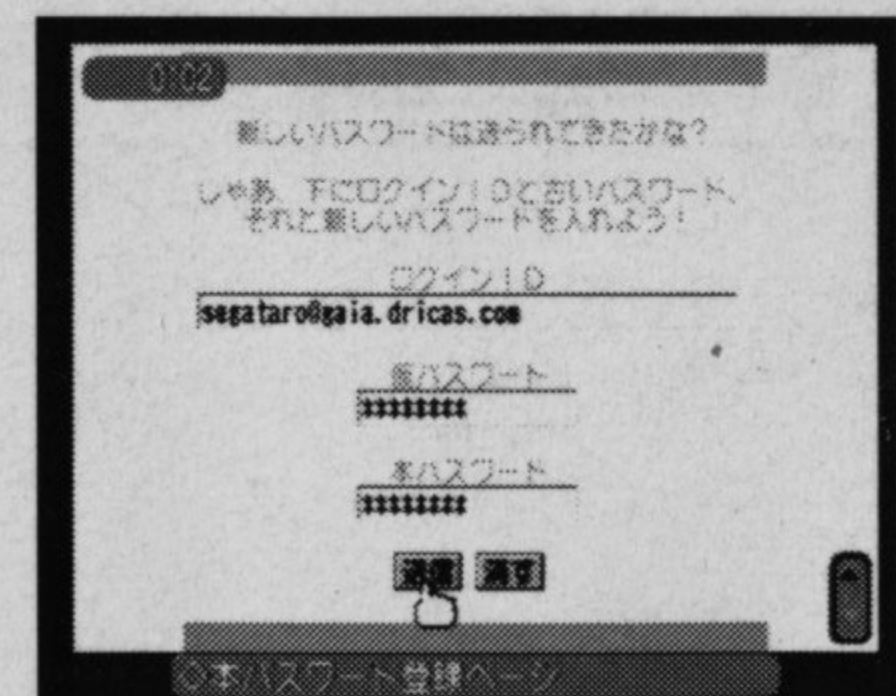 0:02
新しいパスワードは送られてきたかな?
じゃあ、下にログインIDと古いパスワード、
それと新しいパスワードを入れよう!
ログインID
segataro@gaia.dricas.com
仮パスワード
********
本パスワード
********
送信 消す
◇本パスワード登録ページ